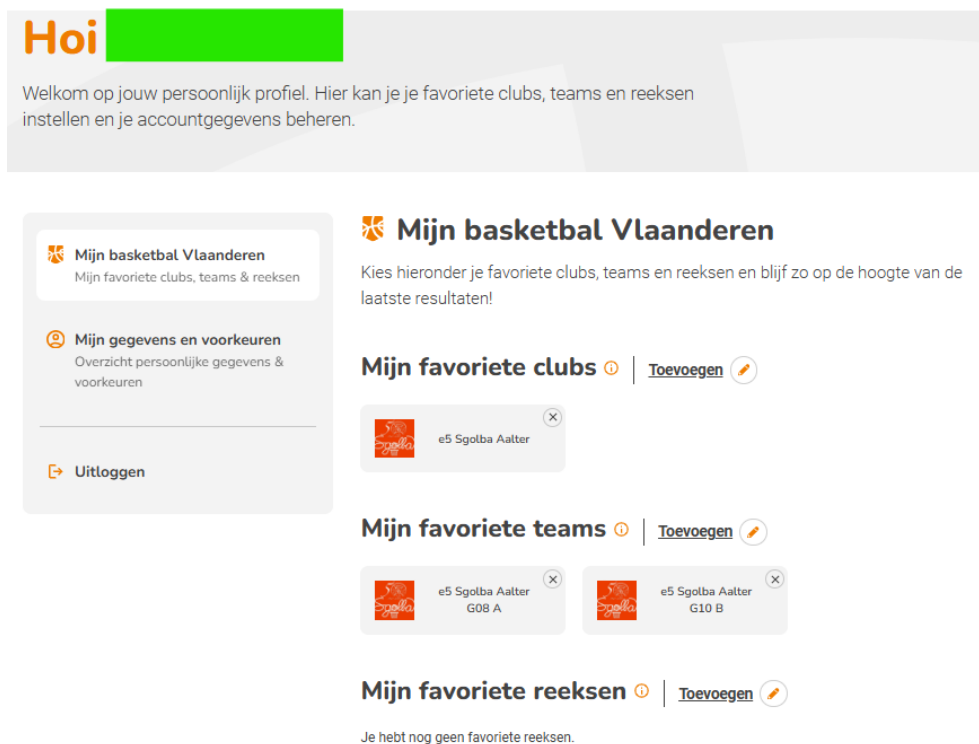 Hoi
Welkom op jouw persoonlijk profiel. Hier kan je je favoriete clubs, teams en reeksen
instellen en je accountgegevens beheren.
Mijn basketbal Vlaanderen
Mijn favoriete clubs, teams & reeksen
Mijn gegevens en voorkeuren
Overzicht persoonlijke gegevens &
voorkeuren
Uitloggen
Mijn basketbal Vlaanderen
Kies hieronder je favoriete clubs, teams en reeksen en blijf zo op de hoogte van de
laatste resultaten!
Mijn favoriete clubs Toevoegen
Sgolba e5 Sgolba Aalter
Mijn favoriete teams Toevoegen
Sgolba e5 Sgolba Aalter
G08 A
Sgolba e5 Sgolba Aalter
G10 B
Mijn favoriete reeksen Toevoegen
Je hebt nog geen favoriete reeksen.